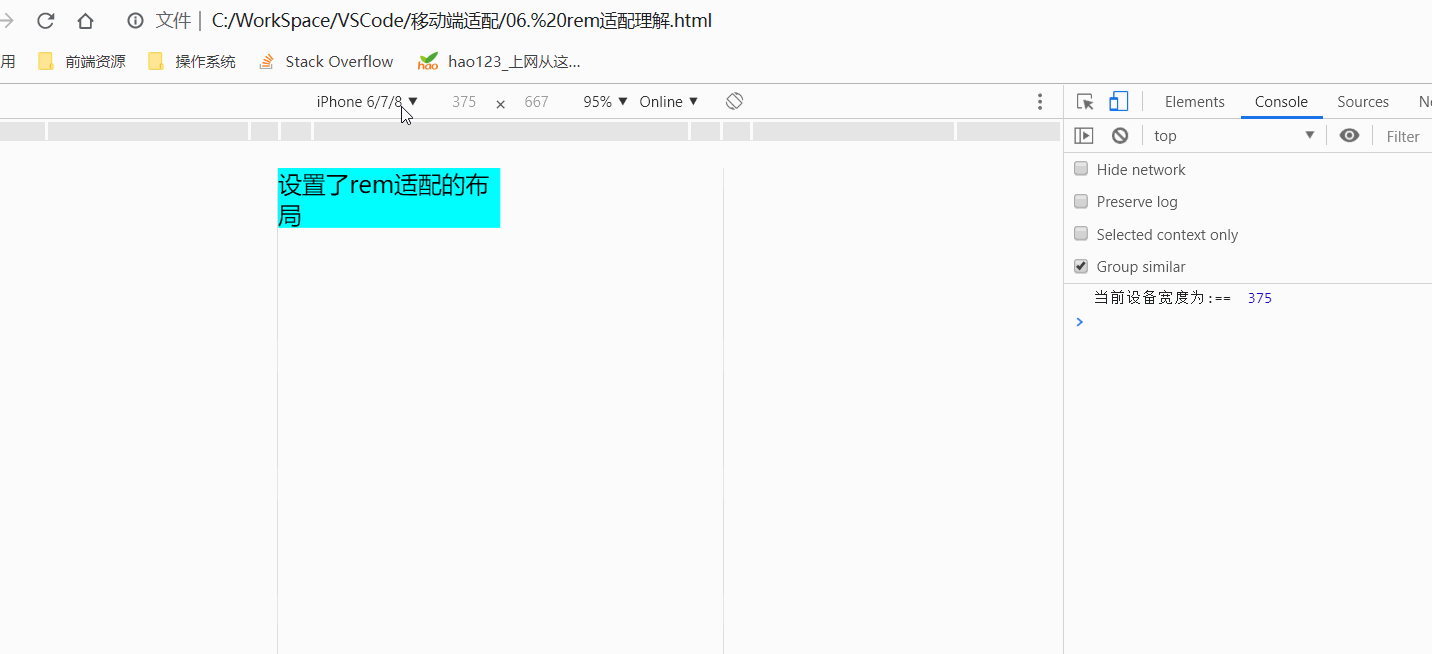 文件 | C:/WorkSpace/VSCode/移动端适配/06.%20rem适配理解.html
用 前端资源 操作系统 Stack Overflow hao hao123_上网从这...
iPhone 6/7/8 ▼ 375 × 667 95% ▼ Online ▼
Elements Console Sources
top ▼ Filter
Hide network
Preserve log
Selected context only
Group similar
当前设备宽度为:== 375
>
设置了rem适配的布
局